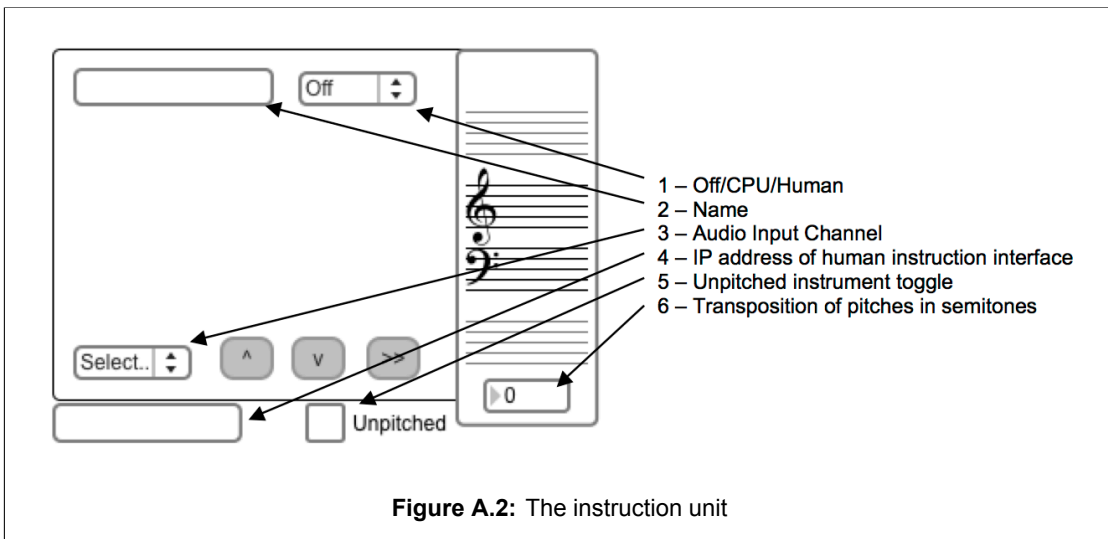 Off
1 – Off/CPU/Human
2 – Name
3 – Audio Input Channel
4 – IP address of human instruction interface
5 – Unpitched instrument toggle
6 – Transposition of pitches in semitones
Select.. ^ v >>
0
Unpitched
Figure A.2: The instruction unit